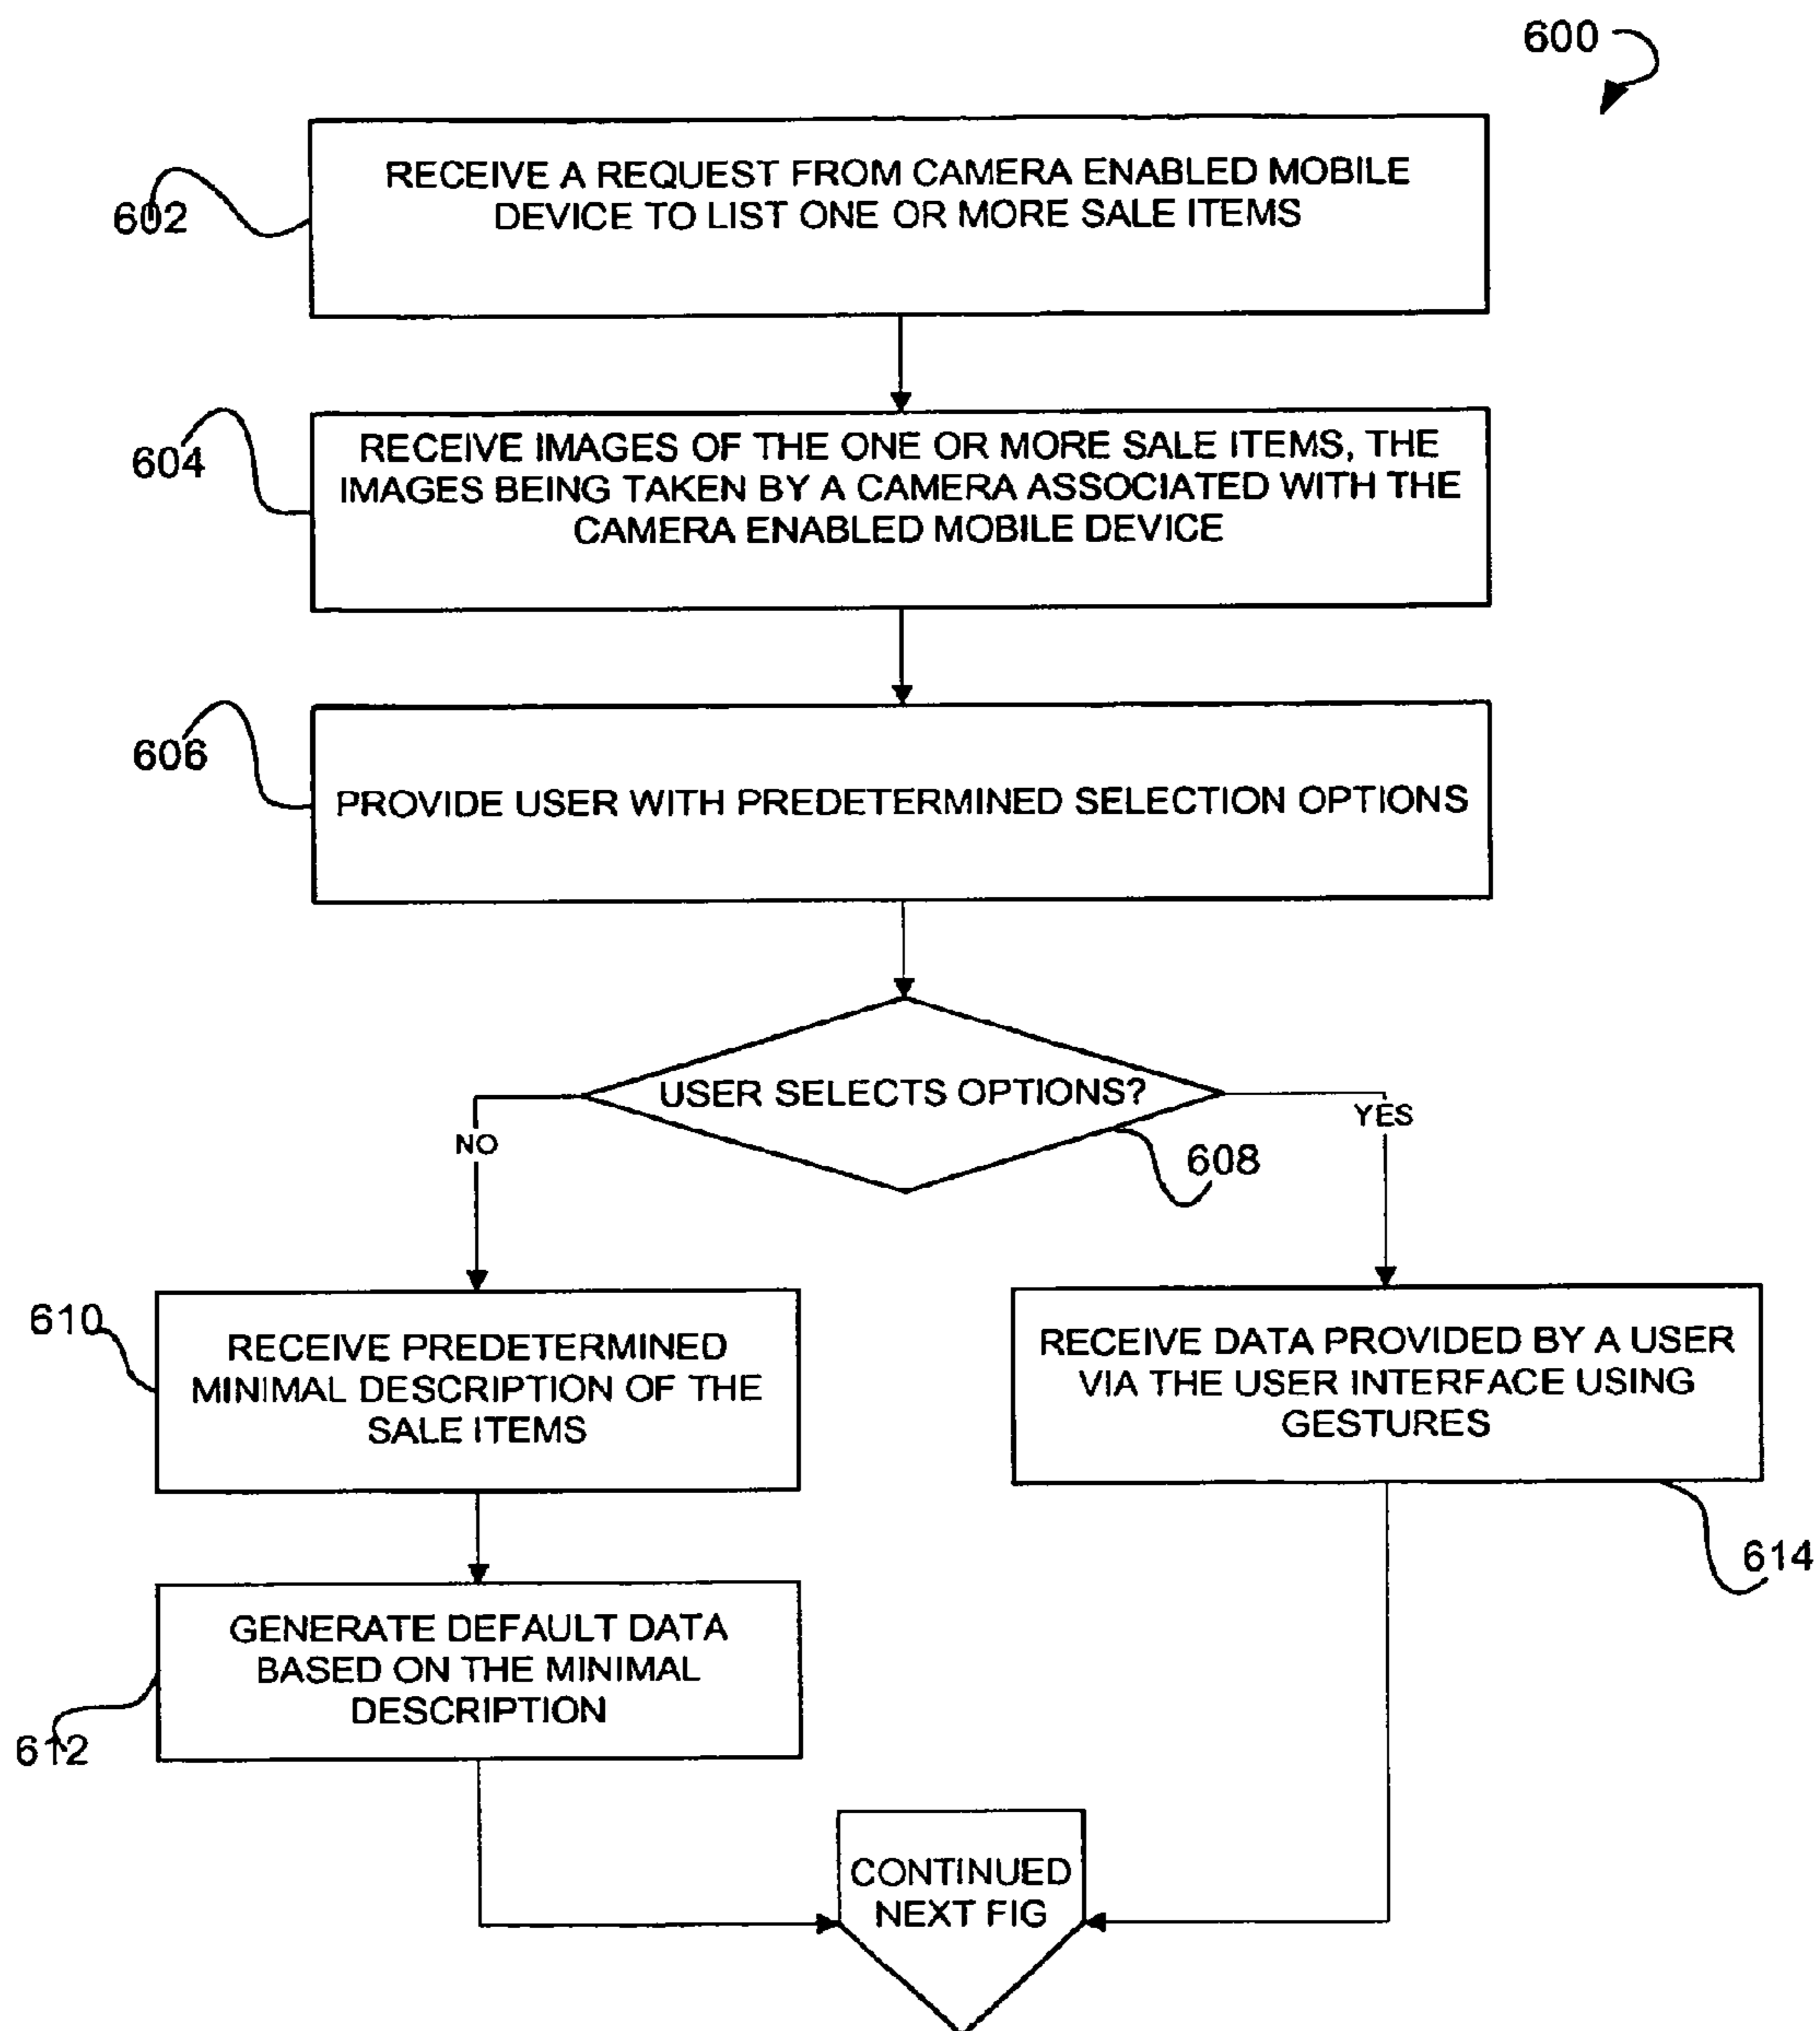 600
RECEIVE A REQUEST FROM CAMERA ENABLED MOBILE
DEVICE TO LIST ONE OR MORE SALE ITEMS
602
RECEIVE IMAGES OF THE ONE OR MORE SALE ITEMS, THE
IMAGES BEING TAKEN BY A CAMERA ASSOCIATED WITH THE
CAMERA ENABLED MOBILE DEVICE
604
606
PROVIDE USER WITH PREDETERMINED SELECTION OPTIONS
USER SELECTS OPTIONS?
NO
YES
608
610
RECEIVE PREDETERMINED
MINIMAL DESCRIPTION OF THE
SALE ITEMS
RECEIVE DATA PROVIDED BY A USER
VIA THE USER INTERFACE USING
GESTURES
614
GENERATE DEFAULT DATA
BASED ON THE MINIMAL
DESCRIPTION
612
CONTINUED
NEXT FIG